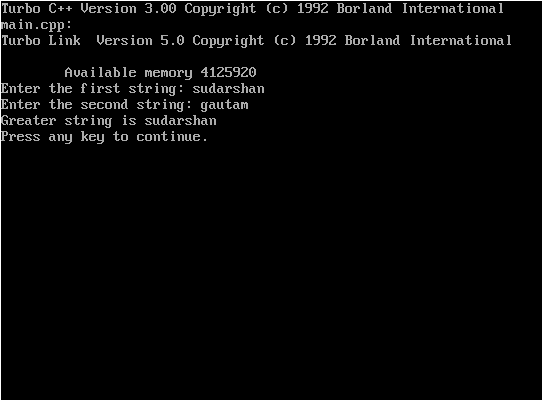 Turbo C++ Version 3.00 Copyright (c) 1992 Borland International
main.cpp:
Turbo Link  Version 5.0 Copyright (c) 1992 Borland International
        Available memory 4125920
Enter the first string: sudarshan
Enter the second string: gautam
Greater string is sudarshan
Press any key to continue.